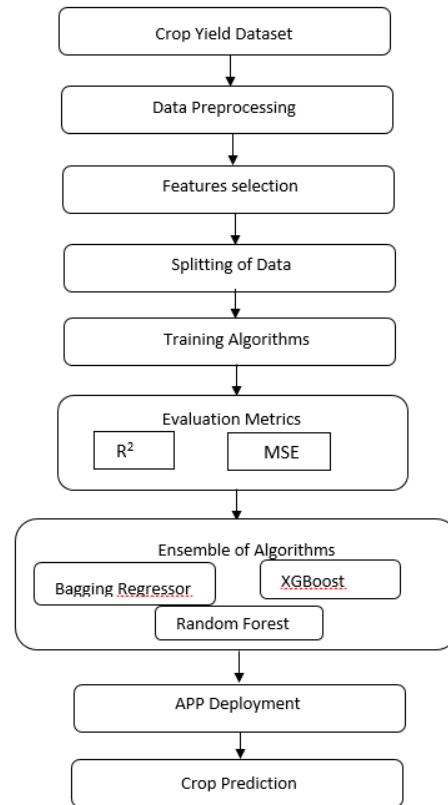 Crop Yield Dataset
Data Preprocessing
Features selection
Splitting of Data
Training Algorithms
Evaluation Metrics
R²
MSE
Ensemble of Algorithms
Bagging Regressor
XGBoost
Random Forest
APP Deployment
Crop Prediction